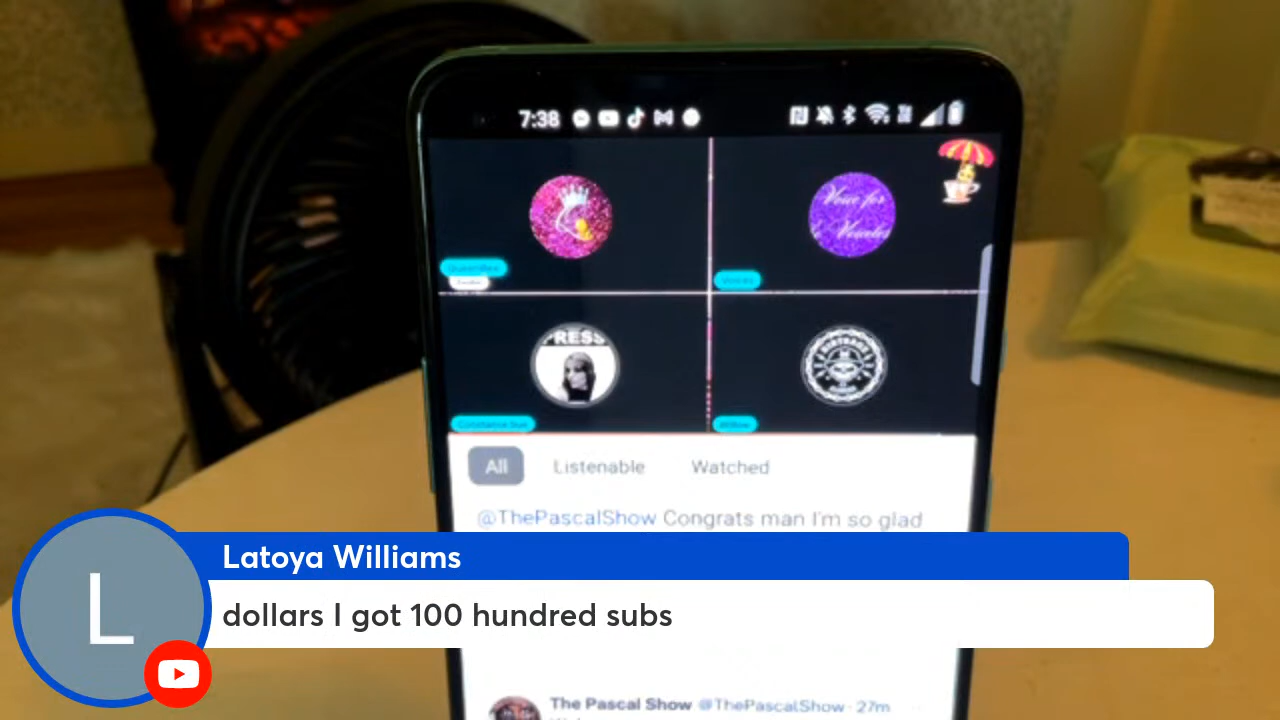 7:38
Voice for
PRESS
All Listenable Watched
@ThePascalShow Congrats man I'm so glad
Latoya Williams
L
dollars I got 100 hundred subs
The Pascal Show @ThePascalShow · 27m